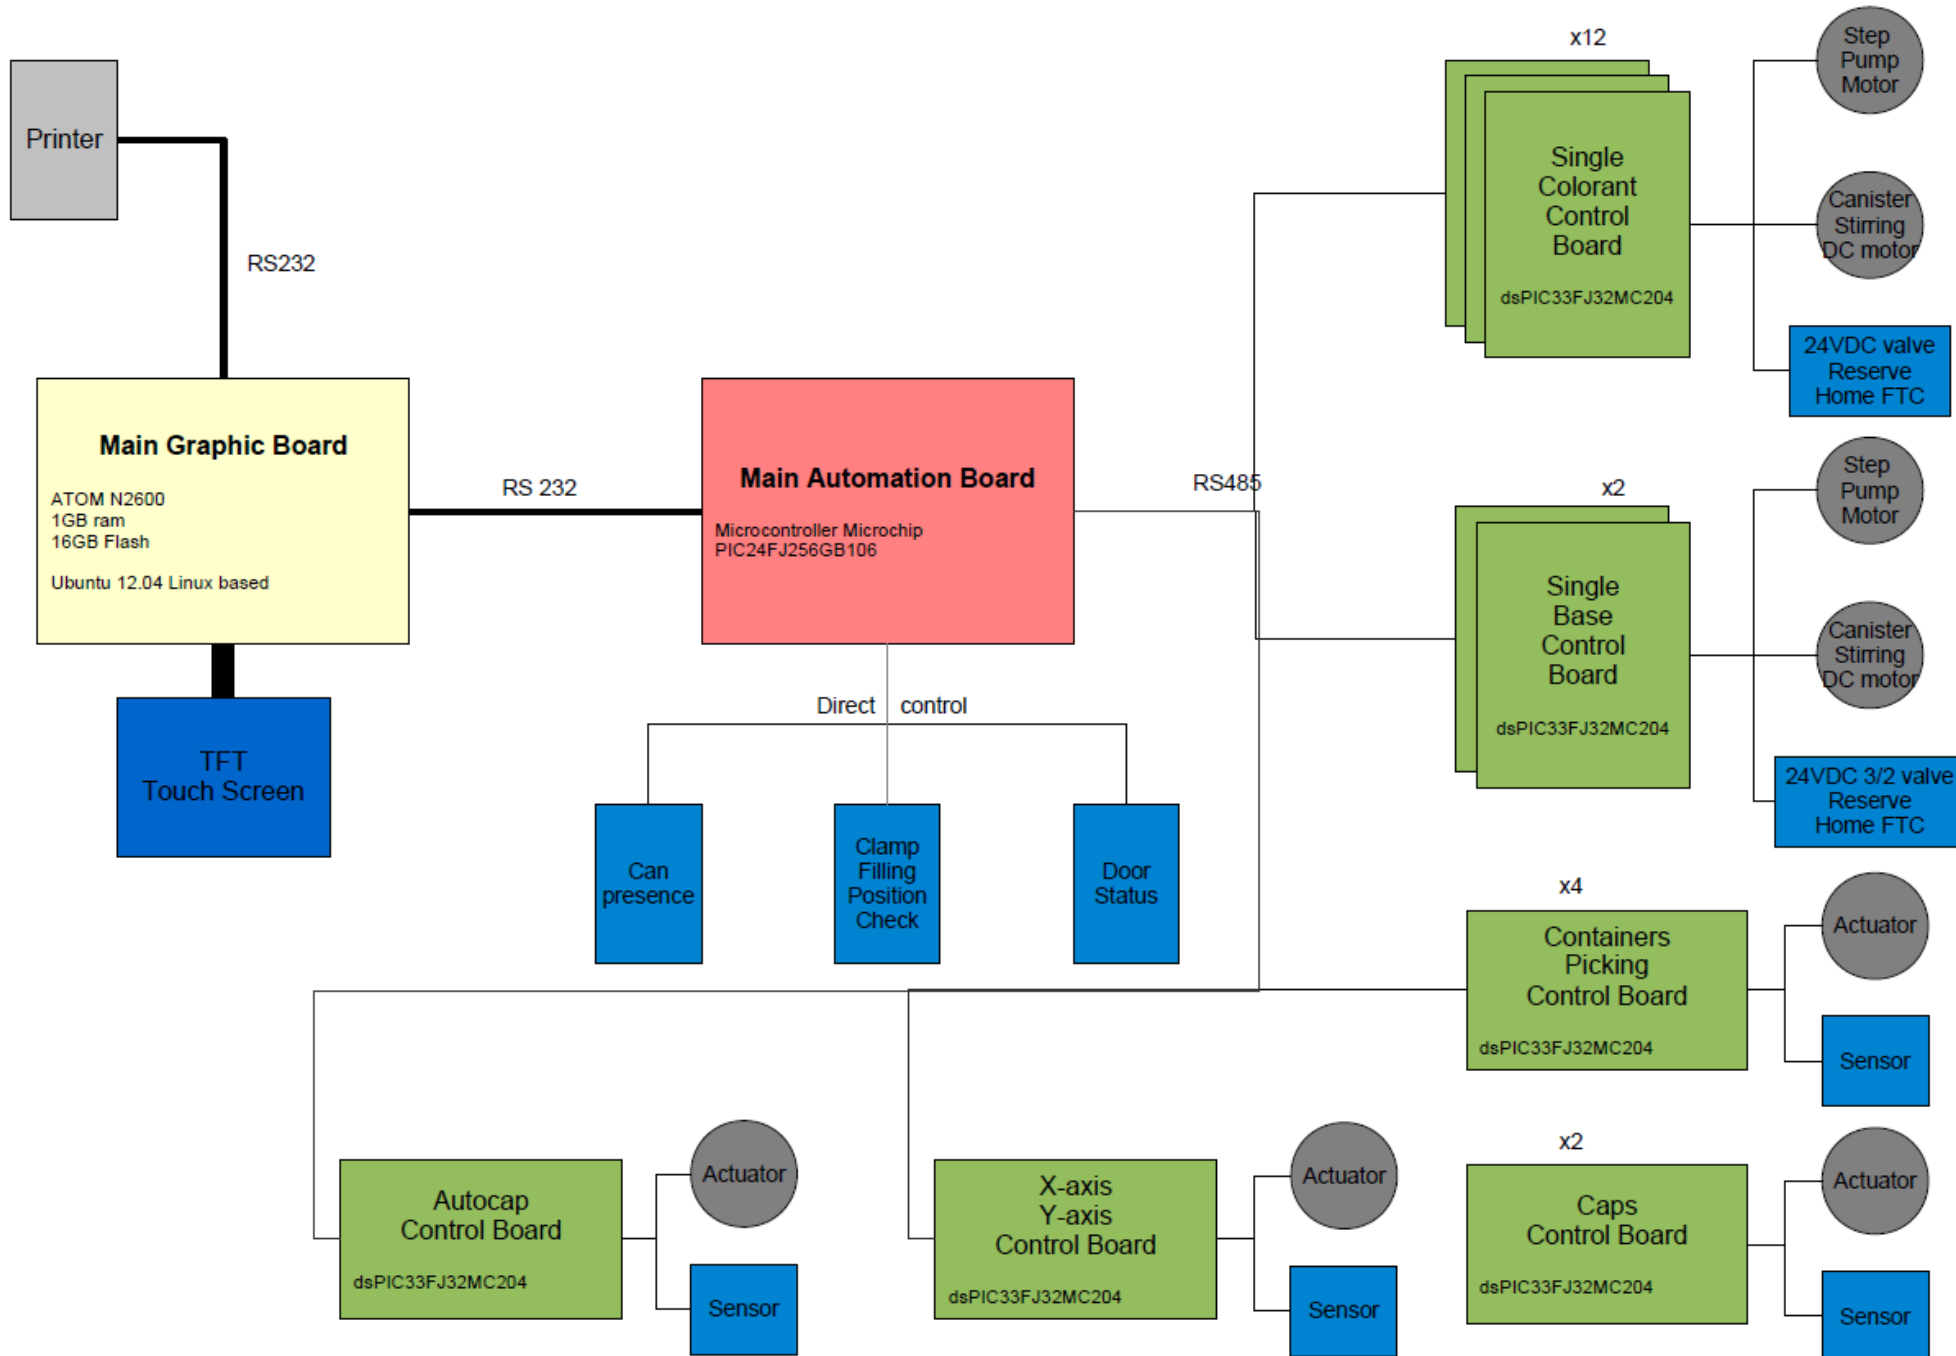 Printer
RS232
Main Graphic Board
ATOM N2600
1GB ram
16GB Flash
Ubuntu 12.04 Linux based
TFT
Touch Screen
RS 232
Main Automation Board
Microcontroller Microchip
PIC24FJ256GB106
Direct control
Can
presence
Clamp
Filling
Position
Check
Door
Status
RS485
x12
Single
Colorant
Control
Board
dsPIC33FJ32MC204
Step
Pump
Motor
Canister
Stirring
DC motor
24VDC valve
Reserve
Home FTC
x2
Single
Base
Control
Board
dsPIC33FJ32MC204
Step
Pump
Motor
Canister
Stirring
DC motor
24VDC 3/2 valve
Reserve
Home FTC
x4
Containers
Picking
Control Board
dsPIC33FJ32MC204
Actuator
Sensor
Autocap
Control Board
dsPIC33FJ32MC204
Actuator
Sensor
X-axis
Y-axis
Control Board
dsPIC33FJ32MC204
Actuator
Sensor
x2
Caps
Control Board
dsPIC33FJ32MC204
Actuator
Sensor